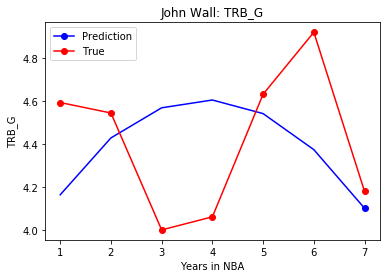 John Wall: TRB_G
Prediction
True
TRB_G
4.8
4.6
4.4
4.2
4.0
1 2 3 4 5 6 7
Years in NBA